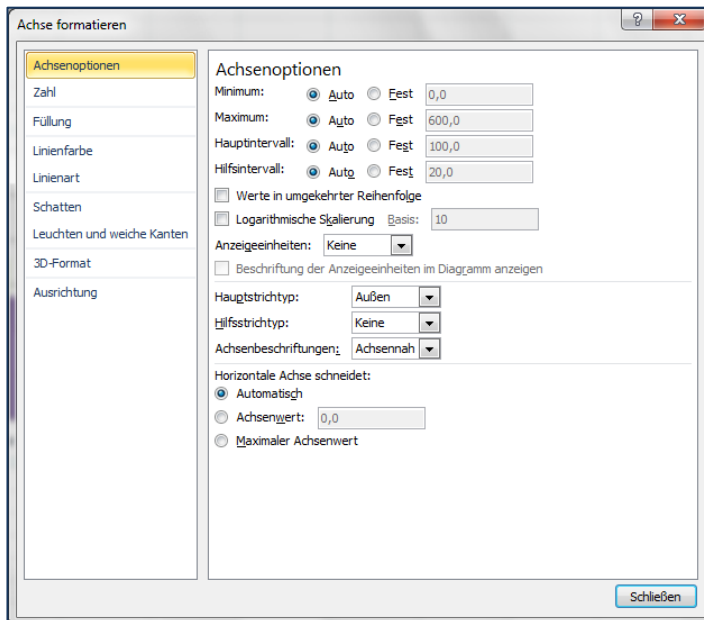 Achse formatieren
Achsenoptionen
Zahl
Füllung
Linienfarbe
Linienart
Schatten
Leuchten und weiche Kanten
3D-Format
Ausrichtung
Achsenoptionen
Minimum: Auto Fest 0,0
Maximum: Auto Fest 600,0
Hauptintervall: Auto Fest 100,0
Hilfsintervall: Auto Fest 20,0
Werte in umgekehrter Reihenfolge
Logarithmische Skalierung Basis: 10
Anzeigeeinheiten: Keine
Beschriftung der Anzeigeeinheiten im Diagramm anzeigen
Hauptstrichtyp: Außen
Hilfsstrichtyp: Keine
Achsenbeschriftungen: Achsennah
Horizontale Achse schneidet:
Automatisch
Achsenwert: 0,0
Maximaler Achsenwert
Schließen